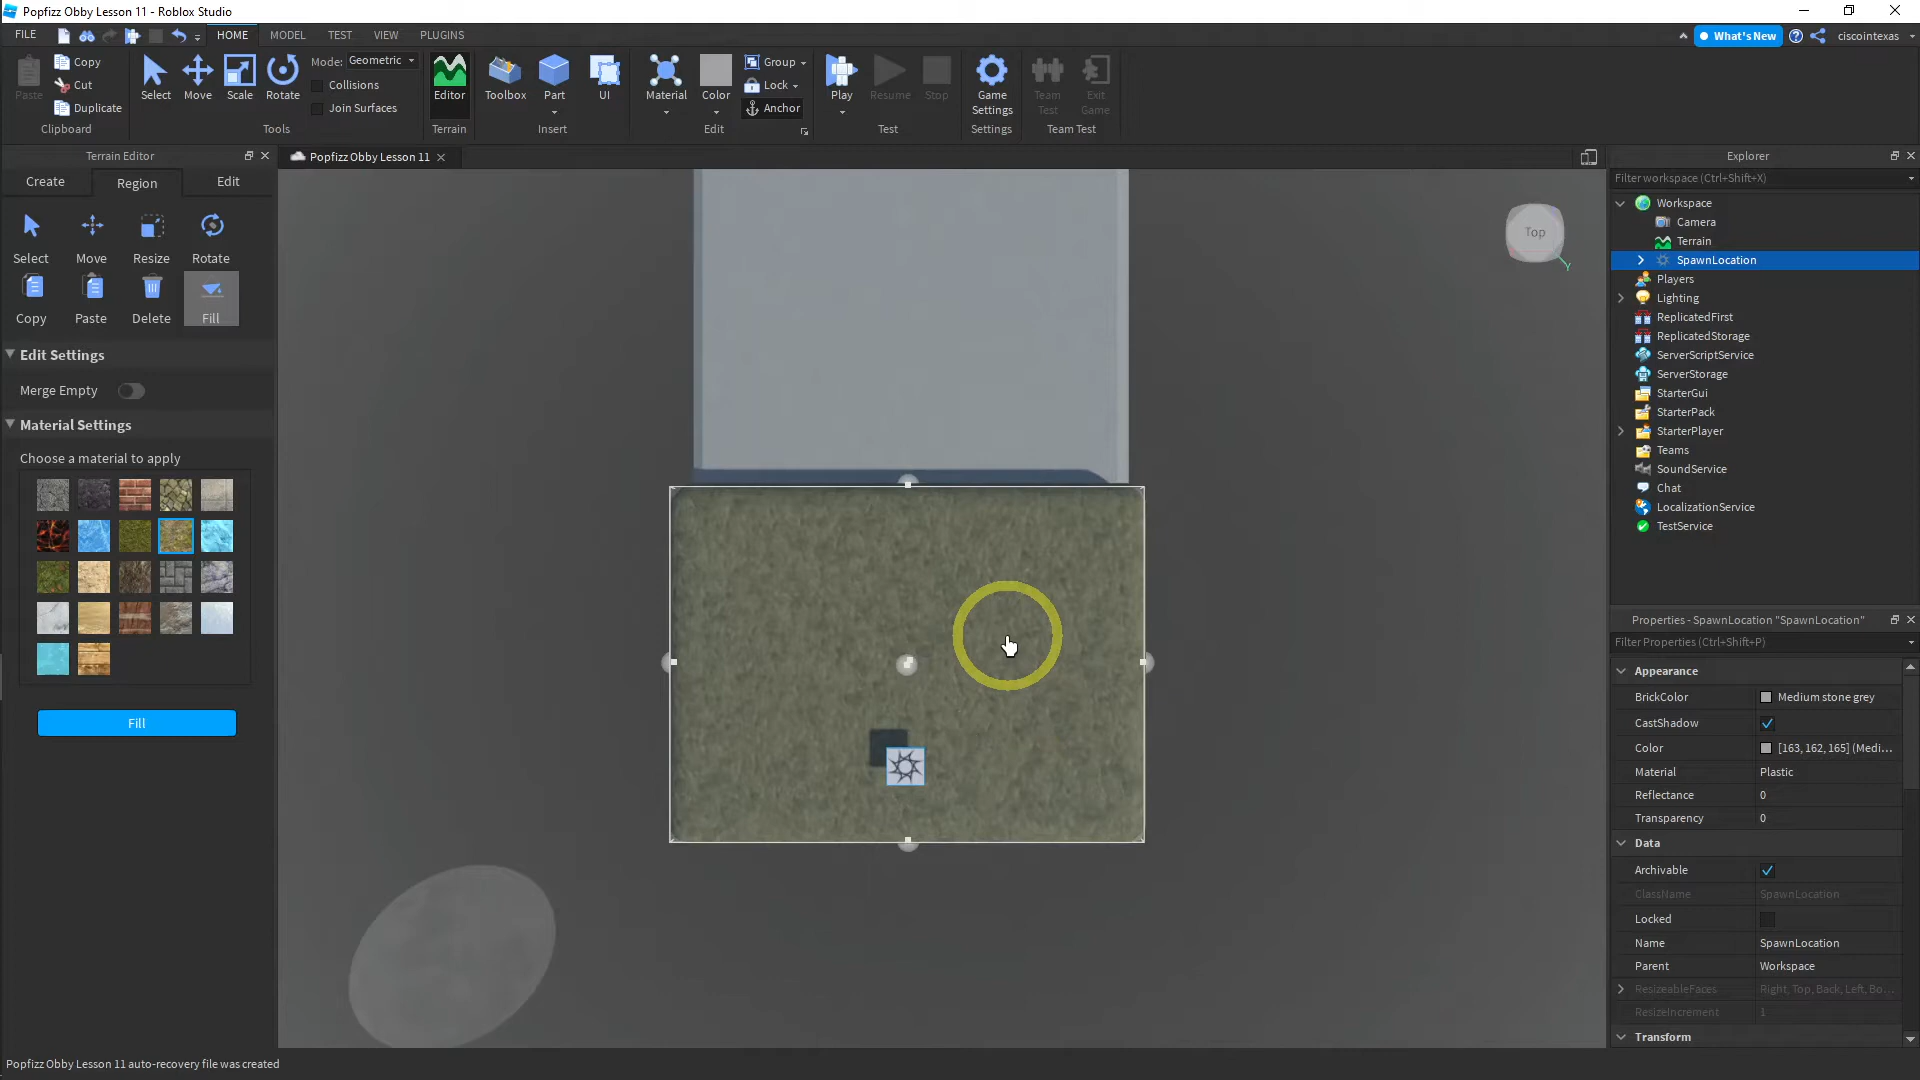 Popfizz Obby Lesson 11 - Roblox Studio
FILE HOME MODEL TEST VIEW PLUGINS What's New ciscointexas
Paste Copy Cut Duplicate Clipboard
Select Move Scale Rotate Mode: Geometric Collisions Join Surfaces Tools
Editor Terrain
Toolbox Part UI Insert
Material Color Group Lock Anchor Edit
Play Resume Stop Test
Game Settings Settings
Team Test Exit Game Team Test
Terrain Editor
Popfizz Obby Lesson 11
Create Region Edit
Select Move Resize Rotate
Copy Paste Delete Fill
Edit Settings
Merge Empty
Material Settings
Choose a material to apply
Fill
Top
Y
Explorer
Filter workspace (Ctrl+Shift+X)
Workspace
Camera
Terrain
SpawnLocation
Players
Lighting
ReplicatedFirst
ReplicatedStorage
ServerScriptService
ServerStorage
StarterGui
StarterPack
StarterPlayer
Teams
SoundService
Chat
LocalizationService
TestService
Properties - SpawnLocation "SpawnLocation"
Filter Properties (Ctrl+Shift+P)
Appearance
BrickColor Medium stone grey
CastShadow
Color [163, 162, 165] (Medi...
Material Plastic
Reflectance 0
Transparency 0
Data
Archivable
ClassName SpawnLocation
Locked
Name SpawnLocation
Parent Workspace
ResizeableFaces Right, Top, Back, Left, Bo...
ResizeIncrement 1
Transform
Popfizz Obby Lesson 11 auto-recovery file was created